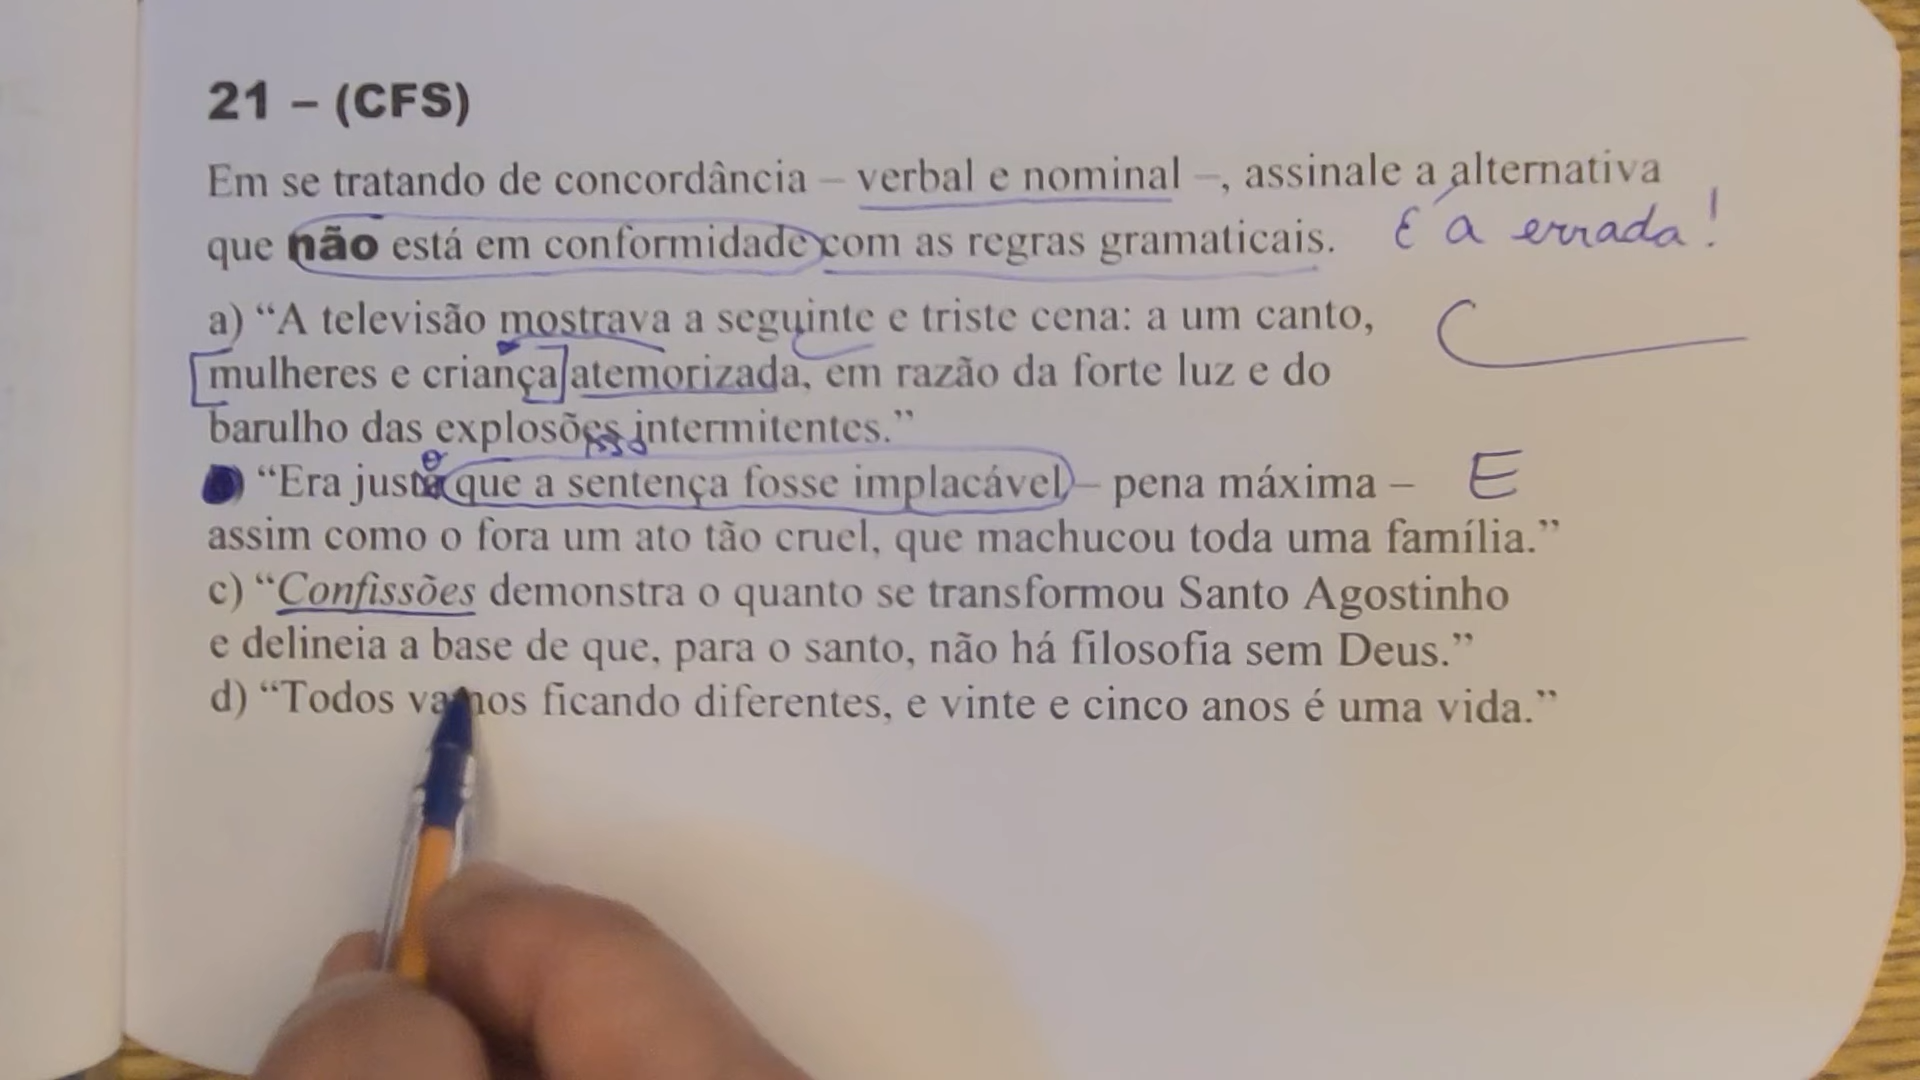 21 – (CFS)
Em se tratando de concordância – verbal e nominal –, assinale a alternativa
que não está em conformidade com as regras gramaticais. É a errada!
a) “A televisão mostrava a seguinte e triste cena: a um canto, C
mulheres e criança atemorizada, em razão da forte luz e do
barulho das explosões intermitentes.”
isso
o
“Era justa que a sentença fosse implacável – pena máxima – E
assim como o fora um ato tão cruel, que machucou toda uma família.”
c) “Confissões demonstra o quanto se transformou Santo Agostinho
e delineia a base de que, para o santo, não há filosofia sem Deus.”
d) “Todos vamos ficando diferentes, e vinte e cinco anos é uma vida.”